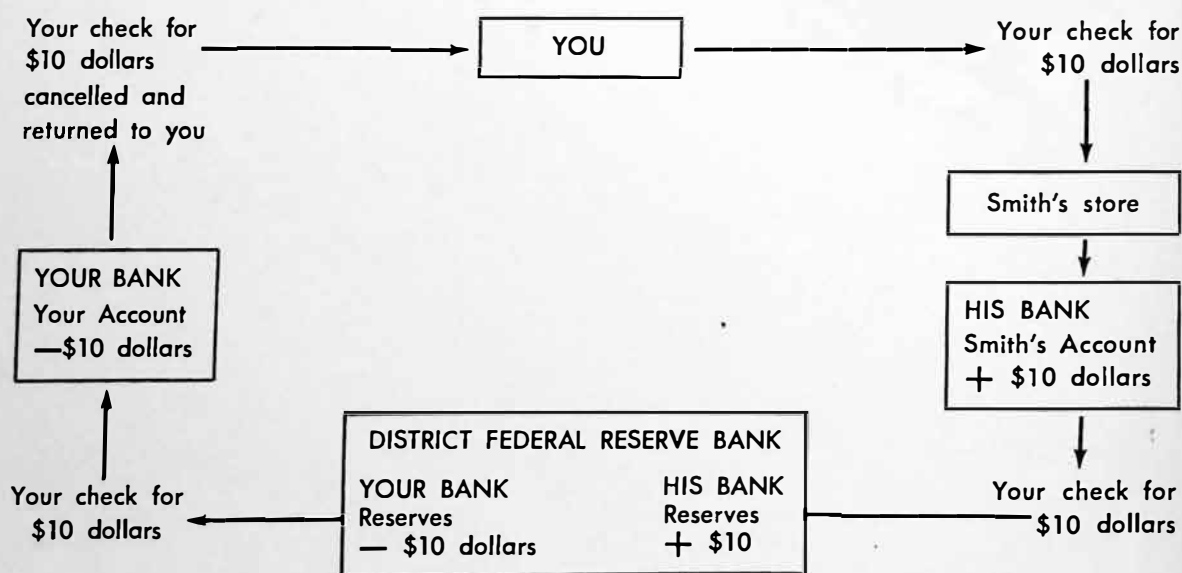 Your check for
$10 dollars
cancelled and
returned to you
YOU
Your check for
$10 dollars
Smith's store
HIS BANK
Smith's Account
+ $10 dollars
Your check for
$10 dollars
DISTRICT FEDERAL RESERVE BANK
YOUR BANK
Reserves
— $10 dollars
HIS BANK
Reserves
+ $10
Your check for
$10 dollars
YOUR BANK
Your Account
—$10 dollars